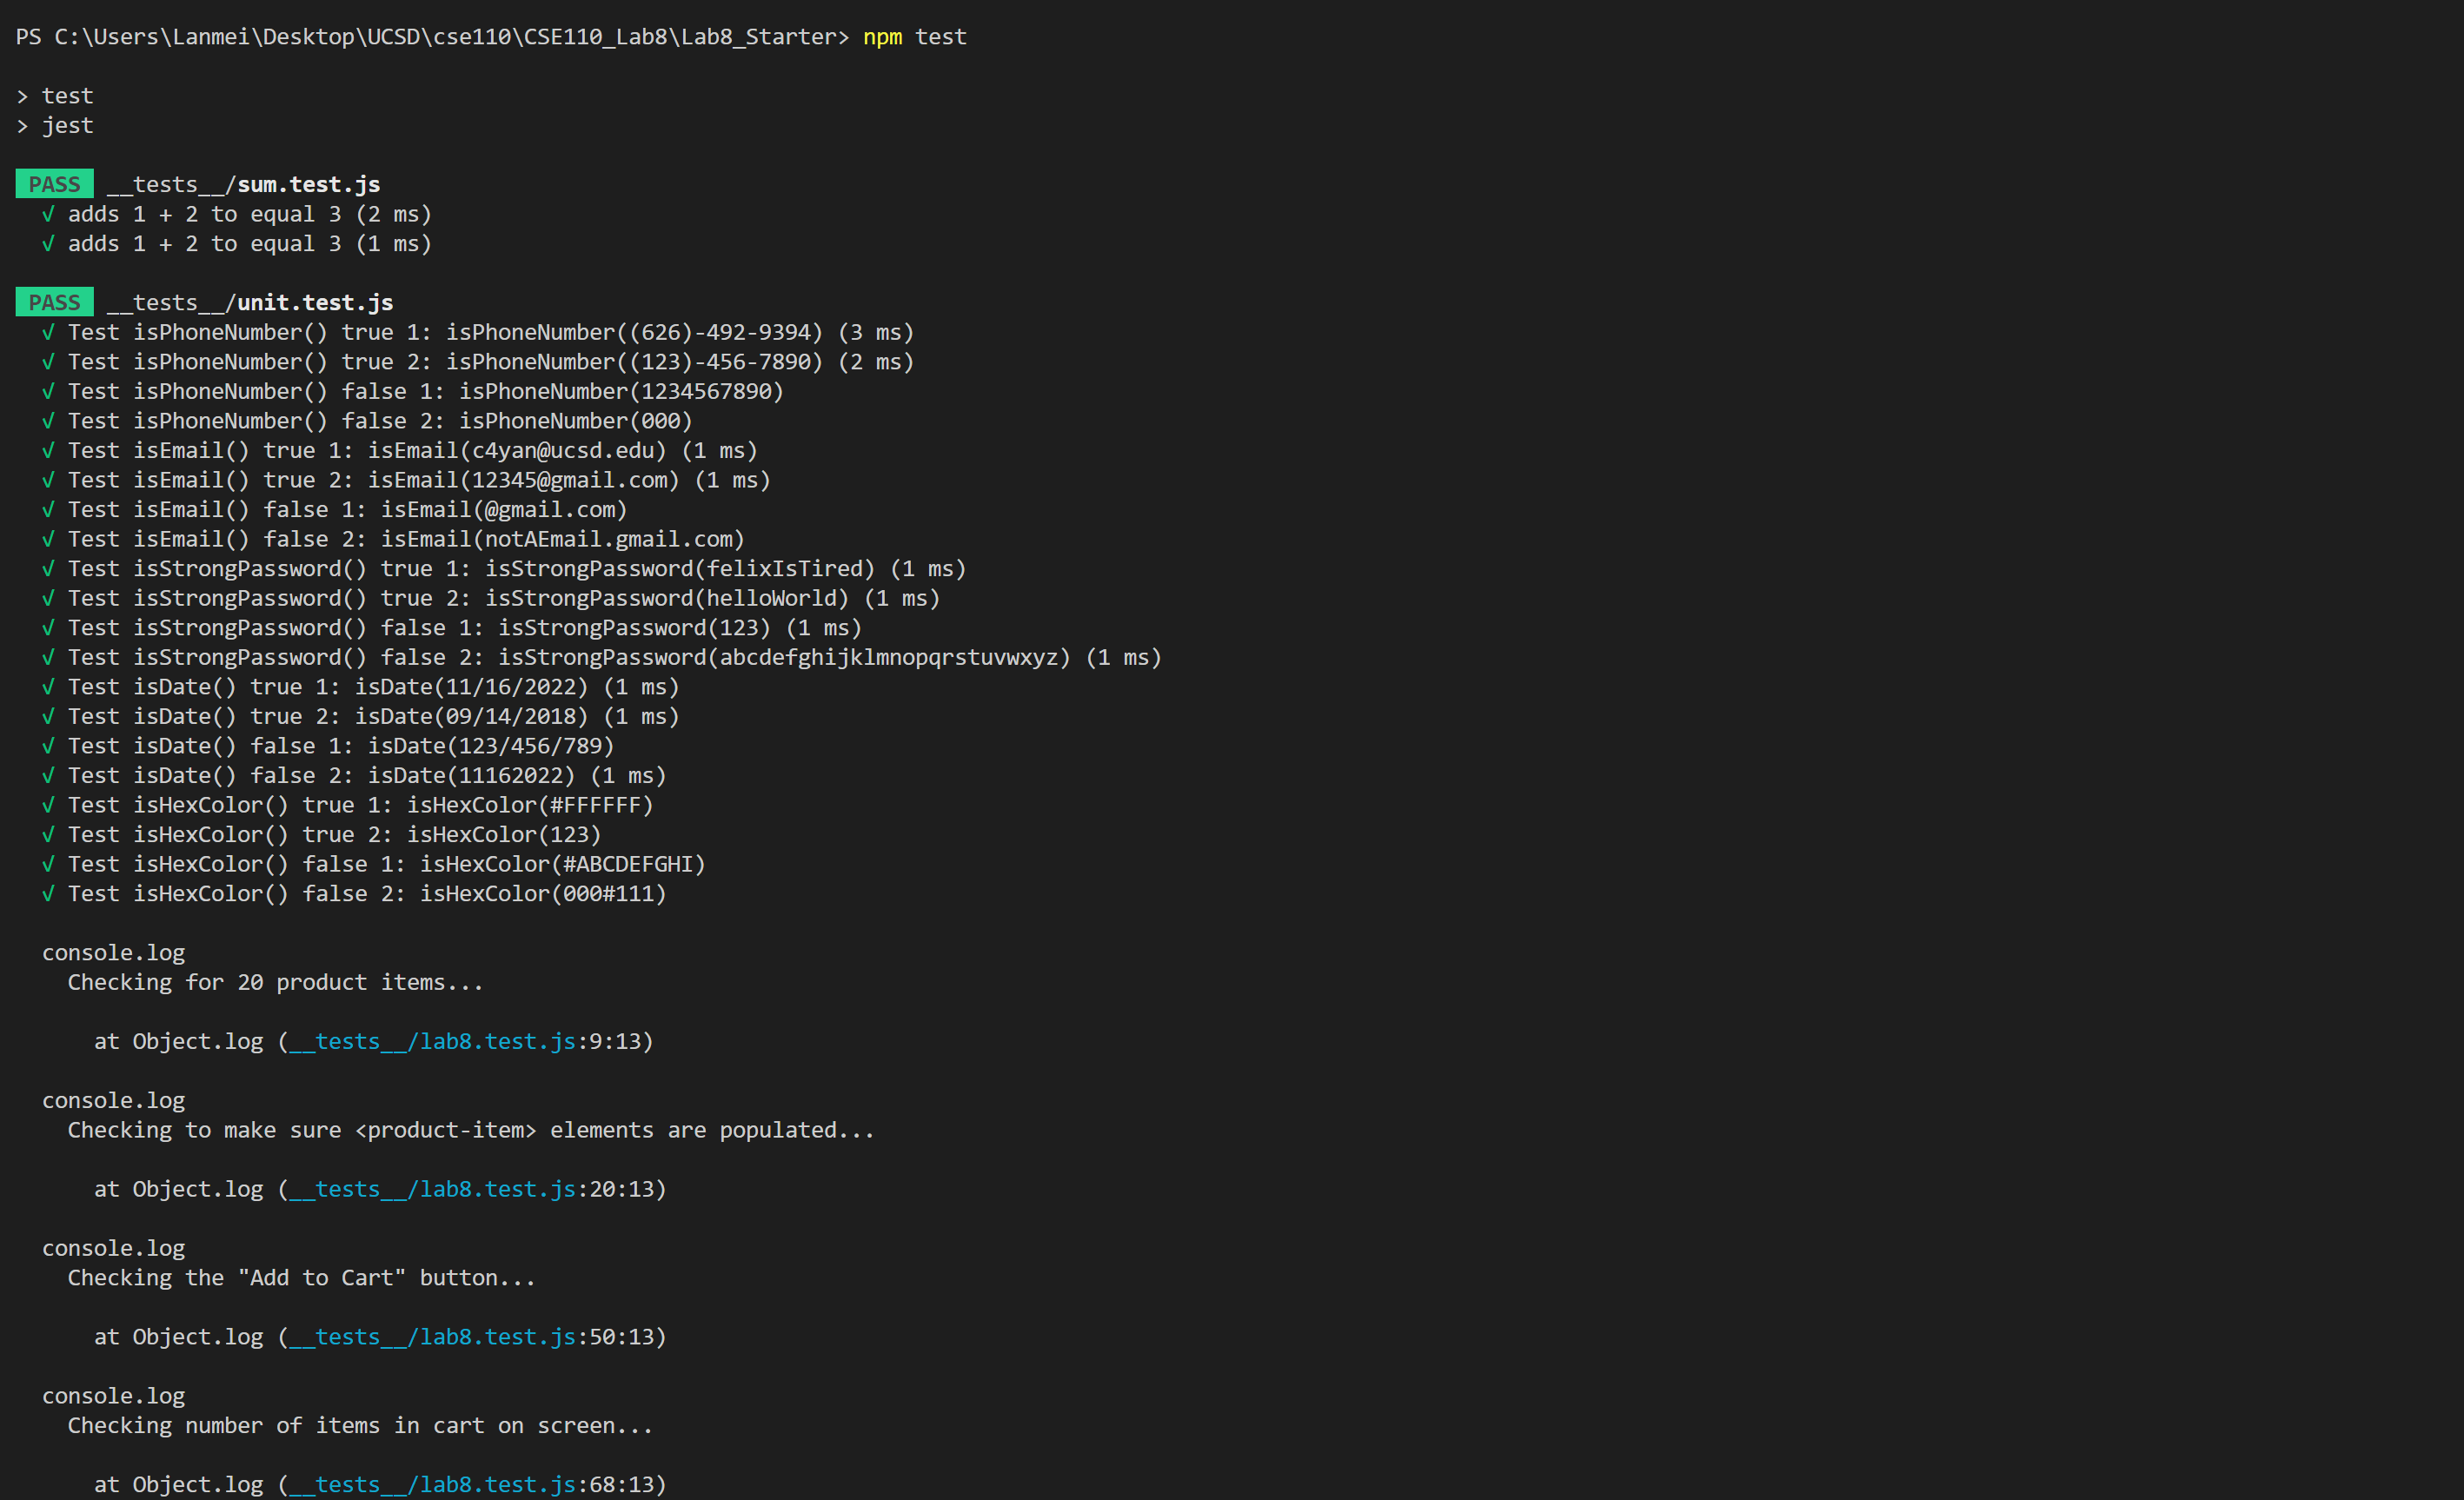 PS C:\Users\Lanmei\Desktop\UCSD\cse110\CSE110_Lab8\Lab8_Starter> npm test
> test
> jest
PASS __tests__/sum.test.js
√ adds 1 + 2 to equal 3 (2 ms)
√ adds 1 + 2 to equal 3 (1 ms)
PASS __tests__/unit.test.js
√ Test isPhoneNumber() true 1: isPhoneNumber((626)-492-9394) (3 ms)
√ Test isPhoneNumber() true 2: isPhoneNumber((123)-456-7890) (2 ms)
√ Test isPhoneNumber() false 1: isPhoneNumber(1234567890)
√ Test isPhoneNumber() false 2: isPhoneNumber(000)
√ Test isEmail() true 1: isEmail(c4yan@ucsd.edu) (1 ms)
√ Test isEmail() true 2: isEmail(12345@gmail.com) (1 ms)
√ Test isEmail() false 1: isEmail(@gmail.com)
√ Test isEmail() false 2: isEmail(notAEmail.gmail.com)
√ Test isStrongPassword() true 1: isStrongPassword(felixIsTired) (1 ms)
√ Test isStrongPassword() true 2: isStrongPassword(helloWorld) (1 ms)
√ Test isStrongPassword() false 1: isStrongPassword(123) (1 ms)
√ Test isStrongPassword() false 2: isStrongPassword(abcdefghijklmnopqrstuvwxyz) (1 ms)
√ Test isDate() true 1: isDate(11/16/2022) (1 ms)
√ Test isDate() true 2: isDate(09/14/2018) (1 ms)
√ Test isDate() false 1: isDate(123/456/789)
√ Test isDate() false 2: isDate(11162022) (1 ms)
√ Test isHexColor() true 1: isHexColor(#FFFFFF)
√ Test isHexColor() true 2: isHexColor(123)
√ Test isHexColor() false 1: isHexColor(#ABCDEFGHI)
√ Test isHexColor() false 2: isHexColor(000#111)
console.log
Checking for 20 product items...
at Object.log (__tests__/lab8.test.js:9:13)
console.log
Checking to make sure <product-item> elements are populated...
at Object.log (__tests__/lab8.test.js:20:13)
console.log
Checking the "Add to Cart" button...
at Object.log (__tests__/lab8.test.js:50:13)
console.log
Checking number of items in cart on screen...
at Object.log (__tests__/lab8.test.js:68:13)